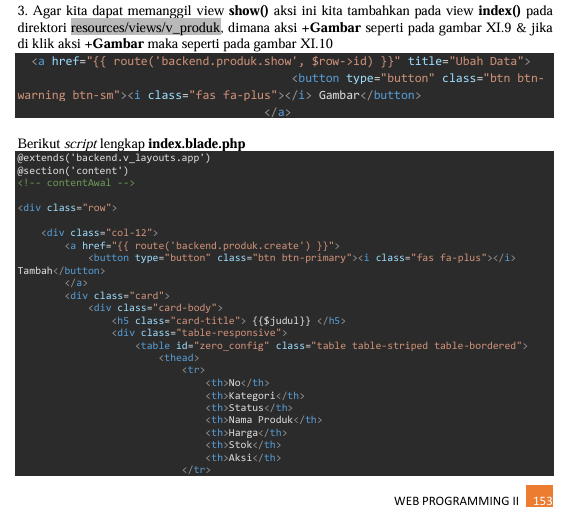 3. Agar kita dapat memanggil view show() aksi ini kita tambahkan pada view index() pada
direktori resources/views/v_produk, dimana aksi +Gambar seperti pada gambar XI.9 & jika
di klik aksi +Gambar maka seperti pada gambar XI.10
<a href="{{ route('backend.produk.show', $row->id) }}" title="Ubah Data">
<button type="button" class="btn btn-
warning btn-sm"><i class="fas fa-plus"></i> Gambar</button>
</a>
Berikut script lengkap index.blade.php
@extends('backend.v_layouts.app')
@section('content')
<!-- contentAwal -->
<div class="row">
<div class="col-12">
<a href="{{ route('backend.produk.create') }}">
<button type="button" class="btn btn-primary"><i class="fas fa-plus"></i>
Tambah</button>
</a>
<div class="card">
<div class="card-body">
<h5 class="card-title"> {{$judul}} </h5>
<div class="table-responsive">
<table id="zero_config" class="table table-striped table-bordered">
<thead>
<tr>
<th>No</th>
<th>Kategori</th>
<th>Status</th>
<th>Nama Produk</th>
<th>Harga</th>
<th>Stok</th>
<th>Aksi</th>
</tr>
WEB PROGRAMMING II 153